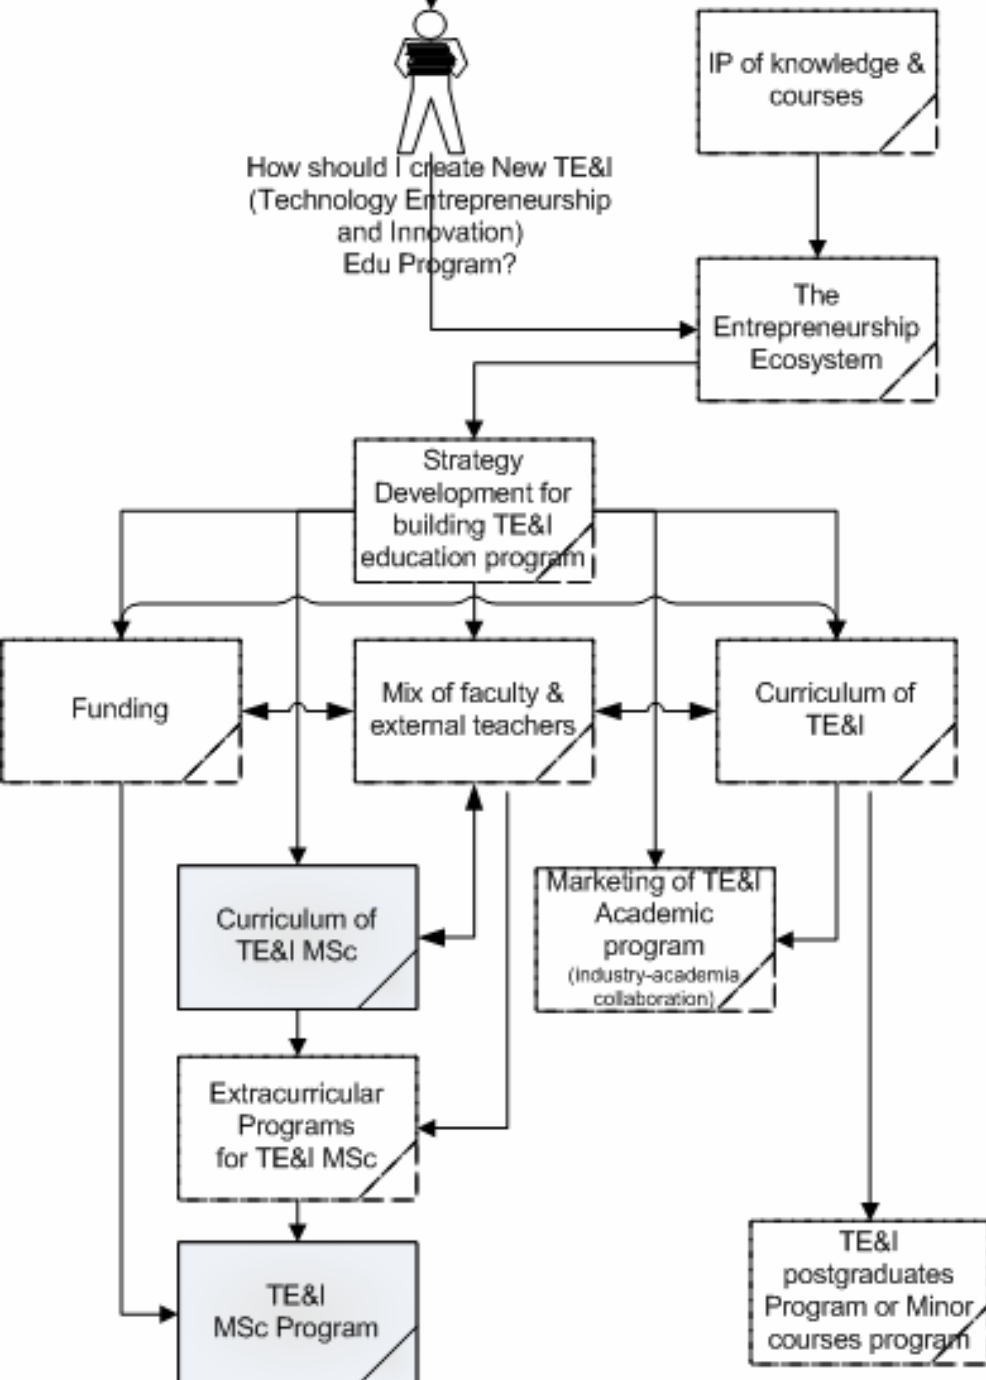 IP of knowledge &
courses
How should I create New TE&I
(Technology Entrepreneurship
and Innovation)
Edu Program?
The
Entrepreneurship
Ecosystem
Strategy
Development for
building TE&I
education program
Funding
Mix of faculty &
external teachers
Curriculum of
TE&I
Curriculum of
TE&I MSc
Marketing of TE&I
Academic
program
(industry-academia
collaboration)
Extracurricular
Programs
for TE&I MSc
TE&I
MSc Program
TE&I
postgraduates
Program or Minor
courses program